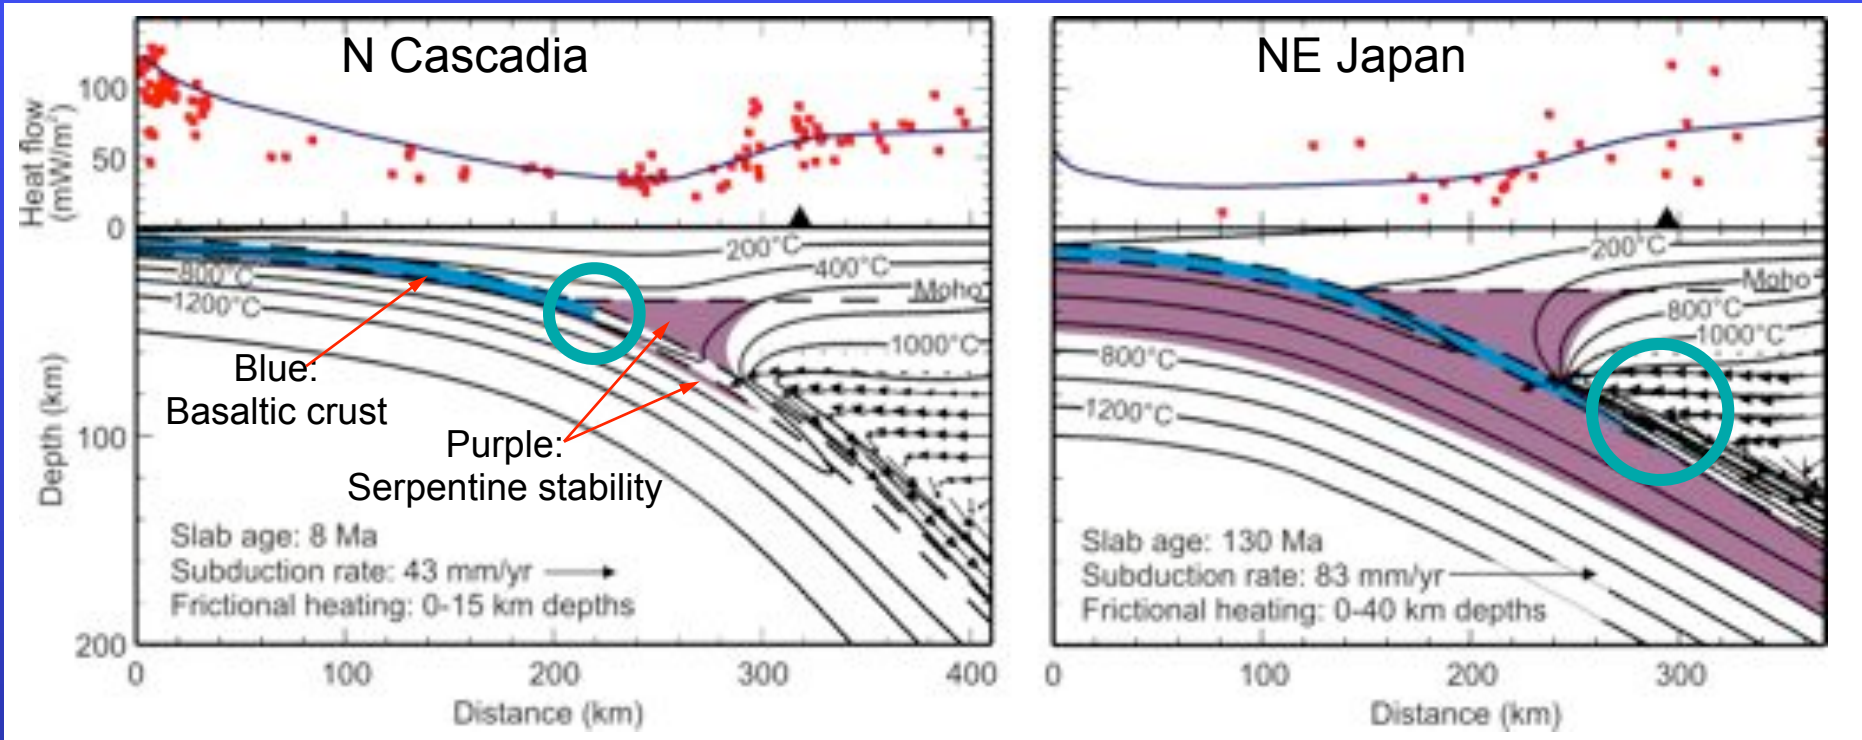 N Cascadia
100
50
0
Heat flow
(mW/m²)
200°C
400°C
Moho
800°C
1200°C
1000°C
Blue:
Basaltic crust
Purple:
Serpentine stability
Depth (km)
100
200
Slab age: 8 Ma
Subduction rate: 43 mm/yr
Frictional heating: 0-15 km depths
0
100
200
300
400
Distance (km)
NE Japan
200°C
Moho
800°C
1000°C
800°C
1200°C
Slab age: 130 Ma
Subduction rate: 83 mm/yr
Frictional heating: 0-40 km depths
0
100
200
300
Distance (km)